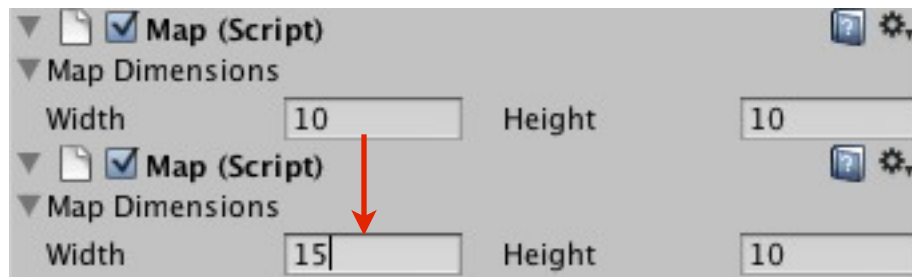 Map (Script)
Map Dimensions
Width 10 Height 10
Map (Script)
Map Dimensions
Width 15 Height 10